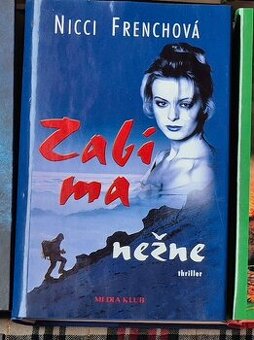 NICCI FRENCHOVÁ
Zabi
ma
nežne
thriller
MEDIA KLUB